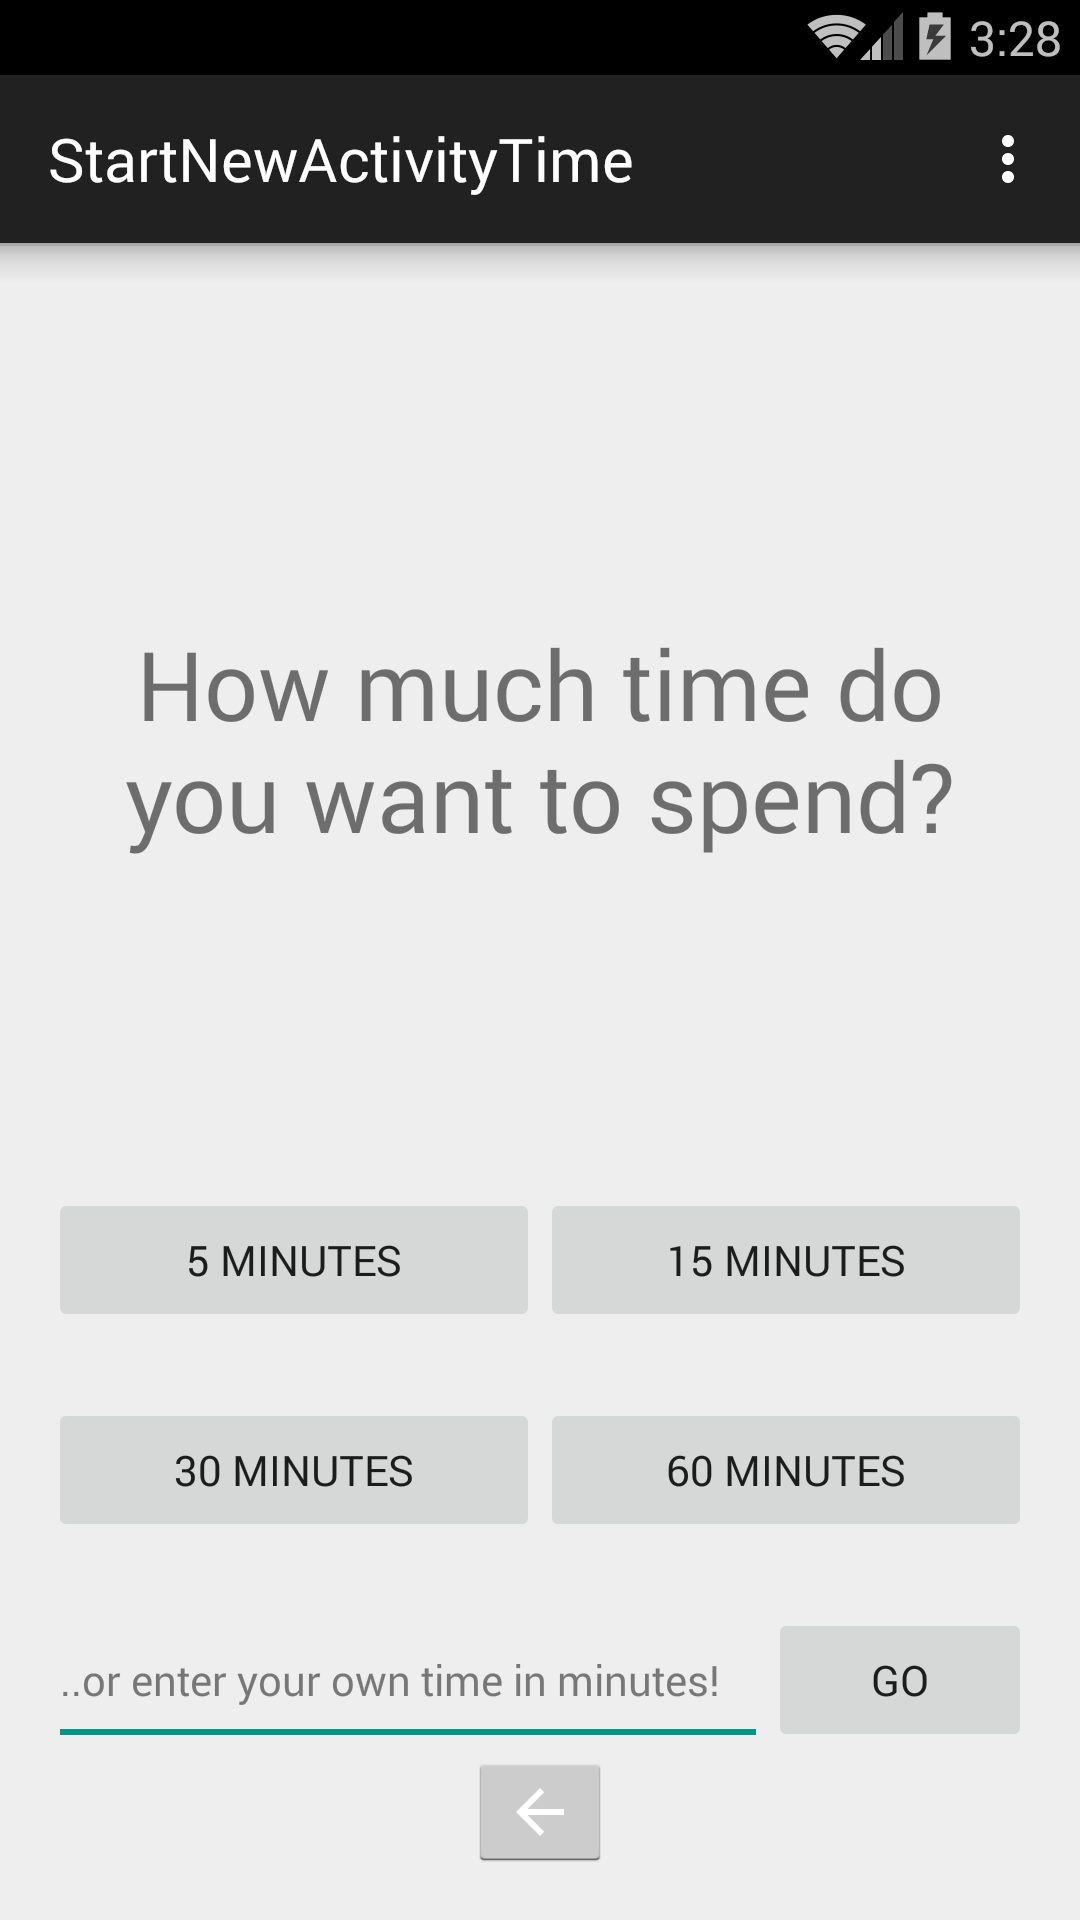 3:28
StartNewActivityTime
How much time do
you want to spend?
5 MINUTES
15 MINUTES
30 MINUTES
60 MINUTES
..or enter your own time in minutes!
GO